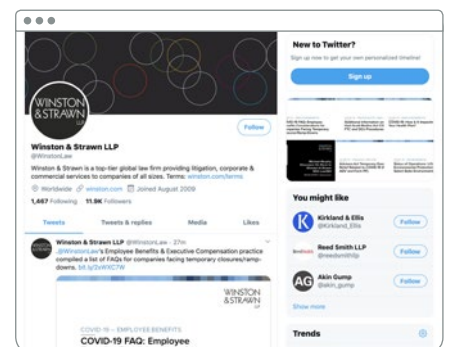 WINSTON
& STRAWN
LLP
Follow
Winston & Strawn LLP
@WinstonLaw
Winston & Strawn is a top-tier global law firm providing litigation, corporate &
commercial services to companies of all sizes. Terms: winston.com/terms
Worldwide winston.com Joined August 2009
1,467 Following 11.9K Followers
Tweets Tweets & replies Media Likes
Winston & Strawn LLP @WinstonLaw · 27m
.@WinstonLaw's Employee Benefits & Executive Compensation practice
compiled a list of FAQs for companies facing temporary closures/ramp-
downs.
WINSTON
& STRAWN
LLP
COVID-19 – EMPLOYEE BENEFITS
COVID-19 FAQ: Employee
New to Twitter?
Sign up now to get your own personalized timeline!
Sign up
You might like
Kirkland & Ellis
@Kirkland_Ellis
Follow
Reed Smith LLP
@reedsmithllp
Follow
AG
Akin Gump
@akin_gump
Follow
Show more
Trends